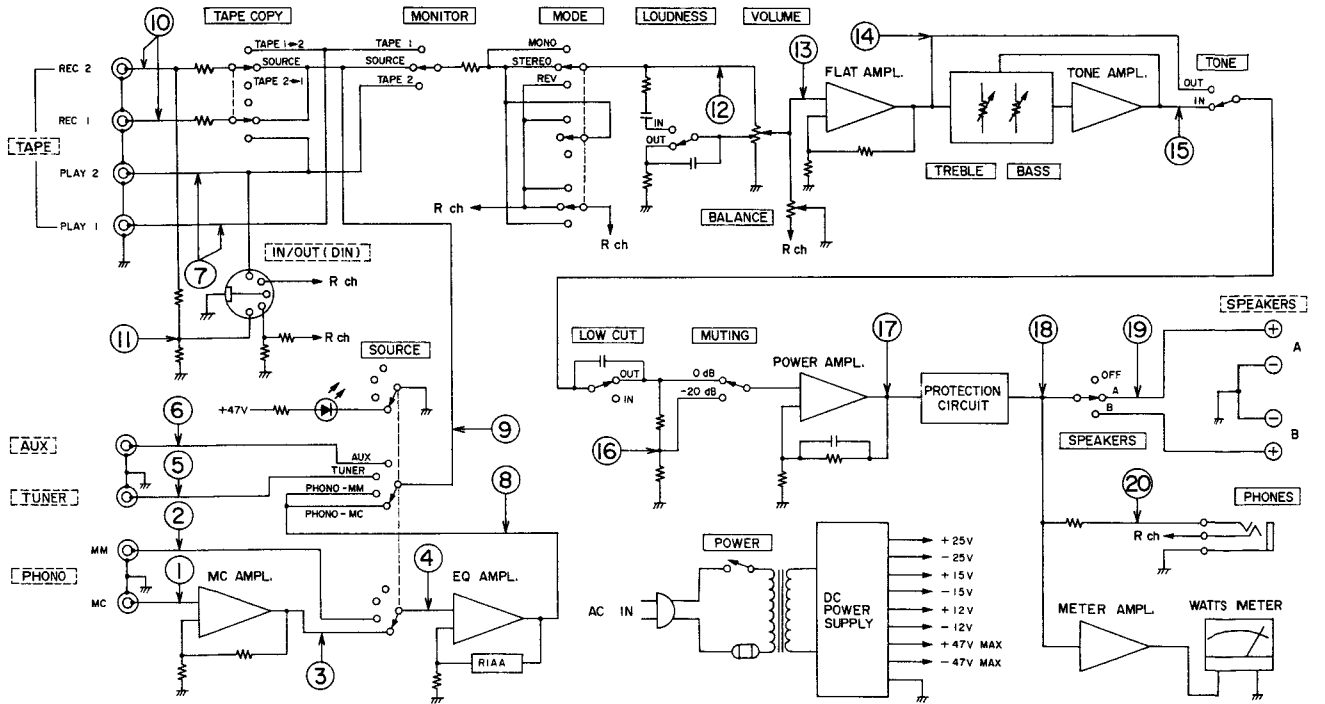 TAPE COPY
MONITOR
MODE
LOUDNESS
VOLUME
10
14
13
TAPE 1↔2
TAPE 1
MONO
FLAT AMPL.
TONE AMPL.
TONE
REC 2
SOURCE
SOURCE
STEREO
OUT
TAPE 2→1
TAPE 2
REV
12
IN
REC 1
IN
15
TAPE
OUT
PLAY 2
TREBLE
BASS
R ch
BALANCE
PLAY 1
R ch
R ch
7
IN/OUT (DIN)
R ch
11
R ch
SOURCE
LOW CUT
MUTING
17
18
19
SPEAKERS
OUT
0 dB
POWER AMPL.
+
A
+47V
IN
-20 dB
PROTECTION
CIRCUIT
OFF
A
B
−
6
9
16
SPEAKERS
−
B
AUX
AUX
+
5
TUNER
8
20
TUNER
PHONO-MM
PHONES
2
PHONO-MC
POWER
+25V
R ch
MM
-25V
1
MC AMPL.
4
EQ AMPL.
+15V
PHONO
-15V
MC
AC IN
DC
POWER
SUPPLY
+12V
METER AMPL.
WATTS METER
-12V
RIAA
+47V MAX
3
-47V MAX